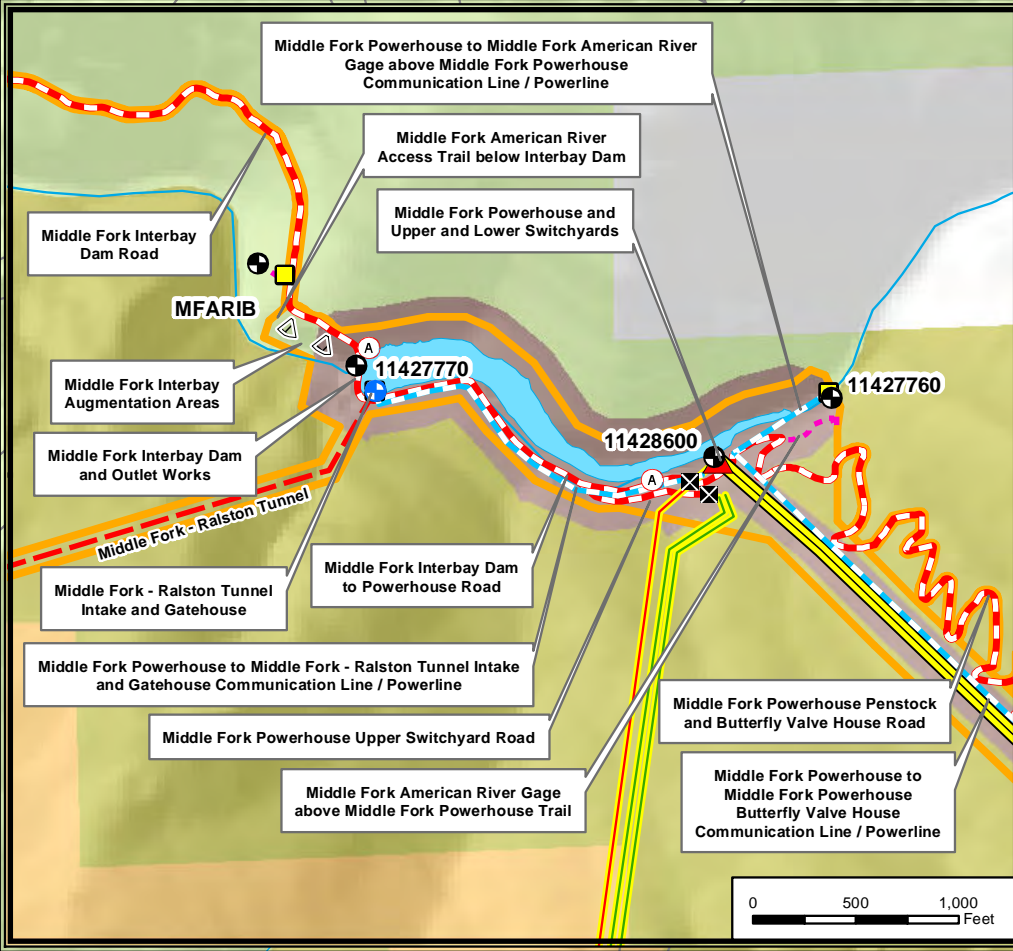 Middle Fork Powerhouse to Middle Fork American River
Gage above Middle Fork Powerhouse
Communication Line / Powerline
Middle Fork American River
Access Trail below Interbay Dam
Middle Fork Powerhouse and
Upper and Lower Switchyards
Middle Fork Interbay
Dam Road
MFARIB
A
11427770
11427760
Middle Fork Interbay
Augmentation Areas
11428600
A
Middle Fork Interbay Dam
and Outlet Works
Middle Fork - Ralston Tunnel
Middle Fork - Ralston Tunnel
Intake and Gatehouse
Middle Fork Interbay Dam
to Powerhouse Road
Middle Fork Powerhouse to Middle Fork - Ralston Tunnel Intake
and Gatehouse Communication Line / Powerline
Middle Fork Powerhouse Penstock
and Butterfly Valve House Road
Middle Fork Powerhouse Upper Switchyard Road
Middle Fork American River Gage
above Middle Fork Powerhouse Trail
Middle Fork Powerhouse to
Middle Fork Powerhouse
Butterfly Valve House
Communication Line / Powerline
0 500 1,000
Feet